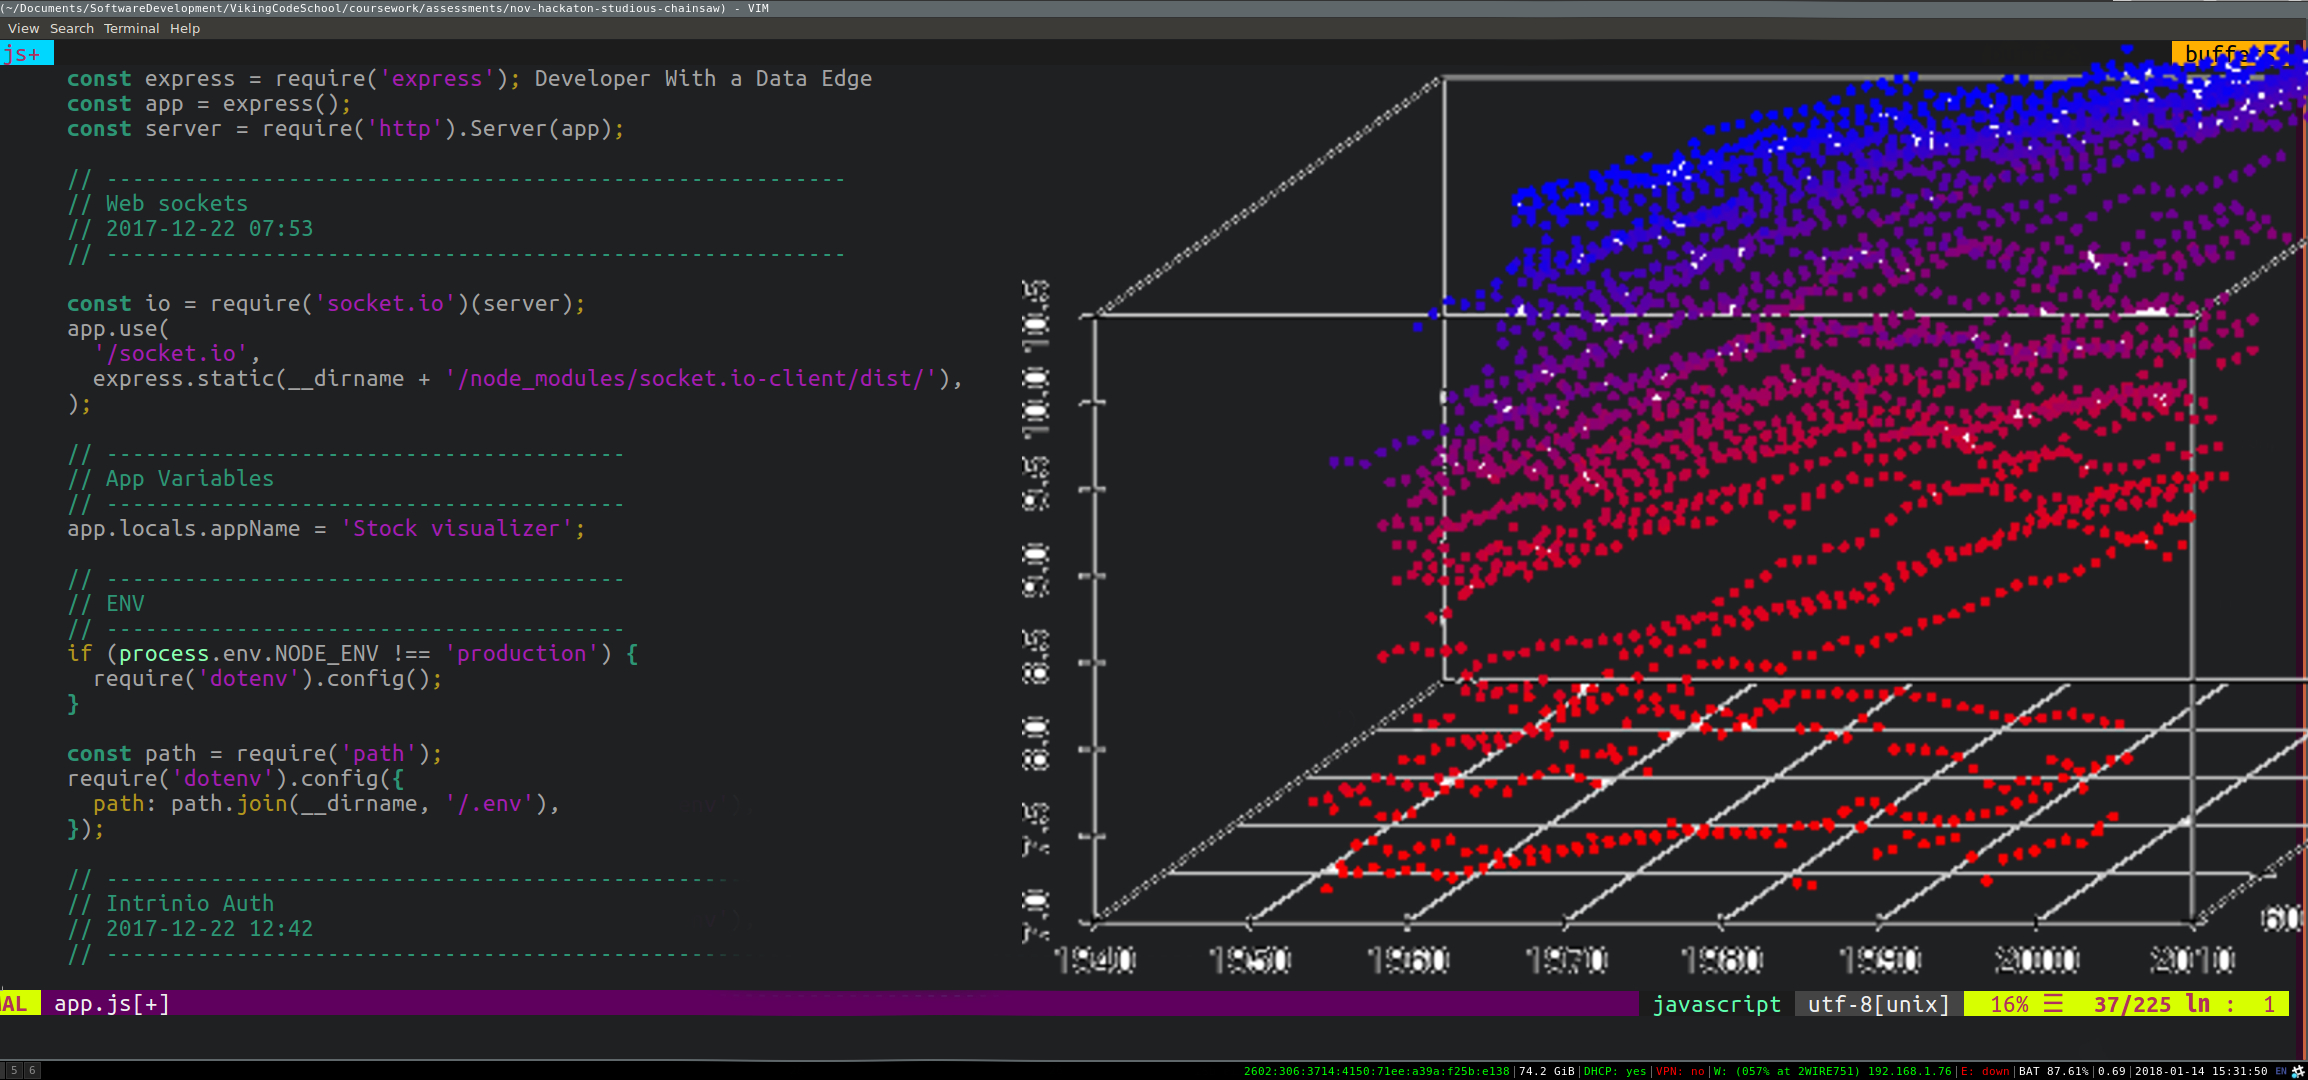 (~/Documents/SoftwareDevelopment/VikingCodeSchool/coursework/assessments/nov-hackaton-studious-chainsaw) - VIM
View Search Terminal Help
js+
const express = require('express'); Developer With a Data Edge
const app = express();
const server = require('http').Server(app);
// ---------------------------------------------------------
// Web sockets
// 2017-12-22 07:53
// ---------------------------------------------------------
const io = require('socket.io')(server);
app.use(
'/socket.io',
express.static(__dirname + '/node_modules/socket.io-client/dist/'),
);
// ----------------------------------------
// App Variables
// ----------------------------------------
app.locals.appName = 'Stock visualizer';
// ----------------------------------------
// ENV
// ----------------------------------------
if (process.env.NODE_ENV !== 'production') {
require('dotenv').config();
}
const path = require('path');
require('dotenv').config({
path: path.join(__dirname, '/.env'),
});
// --------------------------------------------------
// Intrinio Auth
// 2017-12-22 12:42
// --------------------------------------------------
10.5
10.0
9.5
9.0
8.5
8.0
7.5
7.0
1940 1950 1960 1970 1980 1990 2000 2010
60
AL app.js[+] javascript utf-8[unix] 16% ☰ 37/225 ln : 1
5 6 2602:306:3714:4150:71ee:a39a:f25b:e138|74.2 GiB|DHCP: yes|VPN: no|W: (057% at 2WIRE751) 192.168.1.76|E: down|BAT 87.61%|0.69|2018-01-14 15:31:50 EN